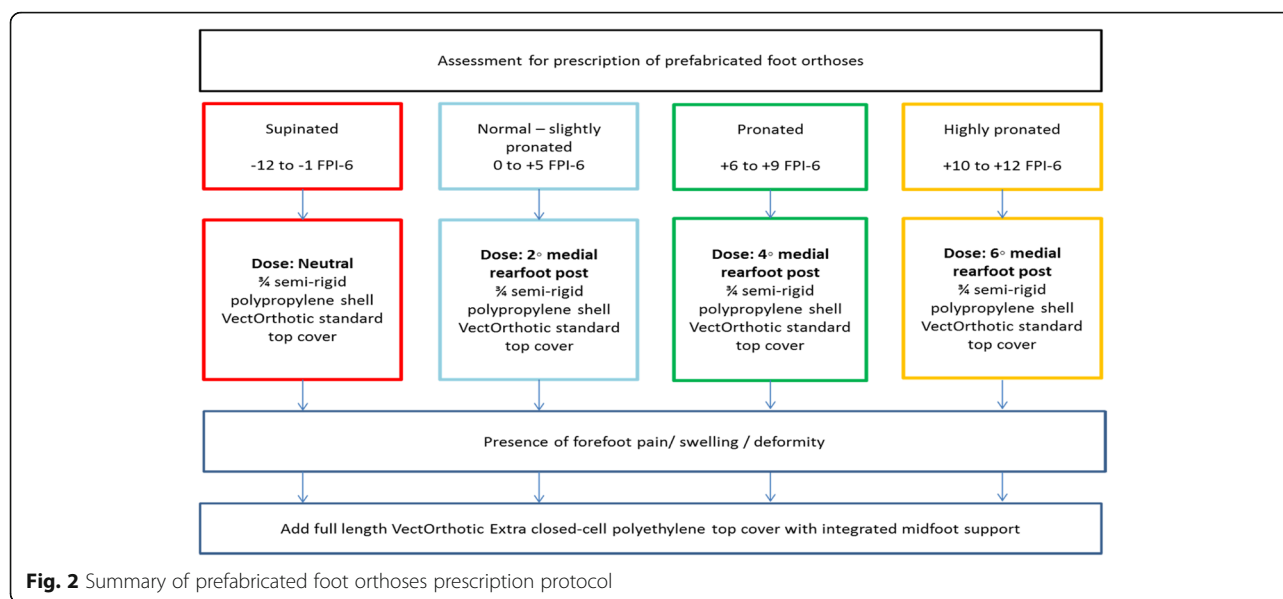 Assessment for prescription of prefabricated foot orthoses
Supinated
-12 to -1 FPI-6
Normal – slightly
pronated
0 to +5 FPI-6
Pronated
+6 to +9 FPI-6
Highly pronated
+10 to +12 FPI-6
Dose: Neutral
¾ semi-rigid
polypropylene shell
VectOrthotic standard
top cover
Dose: 2◦ medial
rearfoot post
¾ semi-rigid
polypropylene shell
VectOrthotic standard
top cover
Dose: 4◦ medial
rearfoot post
¾ semi-rigid
polypropylene shell
VectOrthotic standard
top cover
Dose: 6◦ medial
rearfoot post
¾ semi-rigid
polypropylene shell
VectOrthotic standard
top cover
Presence of forefoot pain/ swelling / deformity
Add full length VectOrthotic Extra closed-cell polyethylene top cover with integrated midfoot support
Fig. 2 Summary of prefabricated foot orthoses prescription protocol